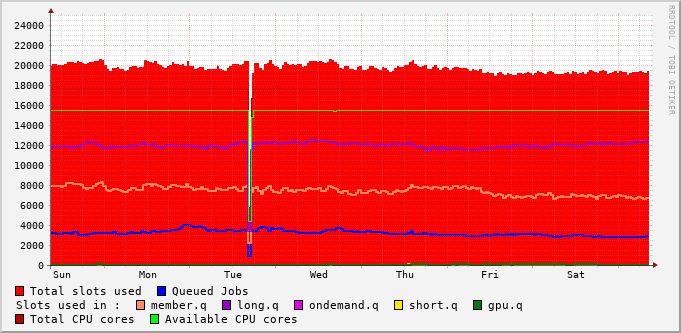 24000
22000
20000
18000
16000
14000
12000
10000
8000
6000
4000
2000
0
Sun Mon Tue Wed Thu Fri Sat
RRDTOOL / TOBI OETIKER
Total slots used Queued Jobs
Slots used in : member.q long.q ondemand.q short.q gpu.q
Total CPU cores Available CPU cores